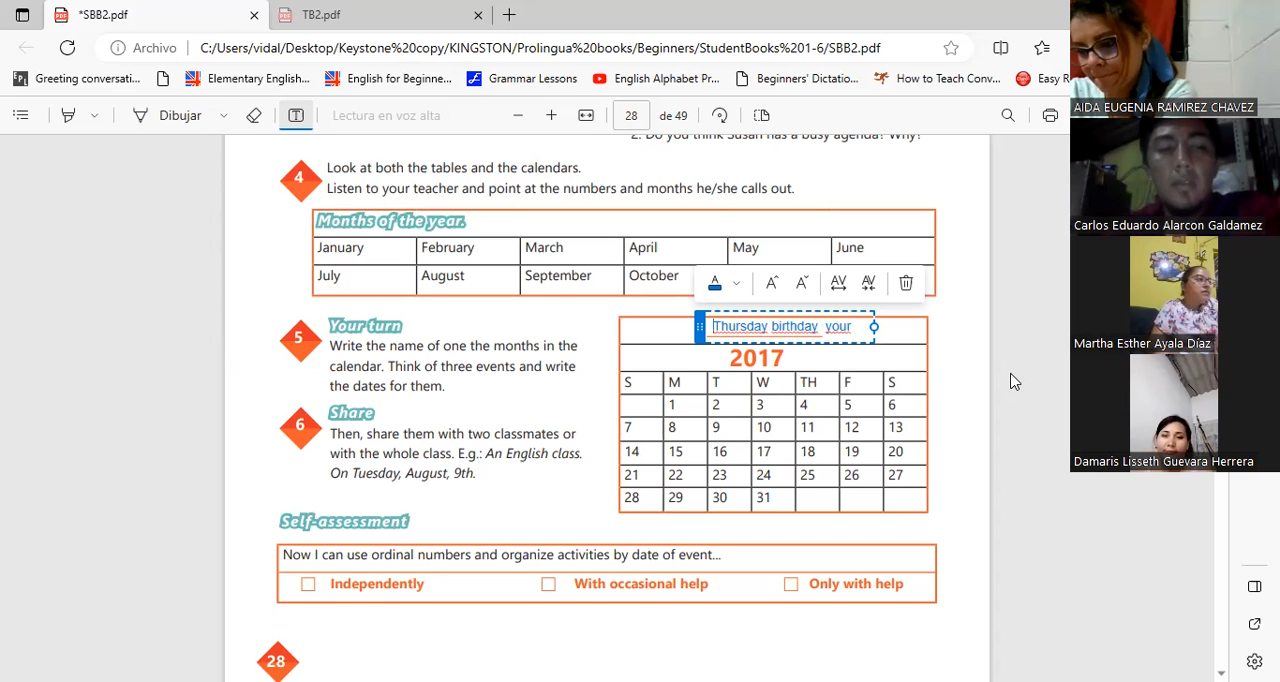 *SBB2.pdf
TB2.pdf
Archivo
C:/Users/vidal/Desktop/Keystone%20copy/KINGSTON/Prolingua%20books/Beginners/StudentBooks%201-6/SBB2.pdf
Greeting conversati...
Elementary English...
English for Beginne...
Grammar Lessons
English Alphabet Pr...
Beginners' Dictatio...
How to Teach Conv...
Easy R
Dibujar
Lectura en voz alta
28 de 49
2. Do you think Susan has a busy agenda? Why?
4
Look at both the tables and the calendars.
Listen to your teacher and point at the numbers and months he/she calls out.
Months of the year.
January February March April May June
July August September October
5
Your turn
Write the name of one the months in the
calendar. Think of three events and write
the dates for them.
6
Share
Then, share them with two classmates or
with the whole class. E.g.: An English class.
On Tuesday, August, 9th.
Thursday birthday your
2017
S M T W TH F S
1 2 3 4 5 6
7 8 9 10 11 12 13
14 15 16 17 18 19 20
21 22 23 24 25 26 27
28 29 30 31
Self-assessment
Now I can use ordinal numbers and organize activities by date of event...
Independently
With occasional help
Only with help
28
AIDA EUGENIA RAMIREZ CHAVEZ
Carlos Eduardo Alarcon Galdamez
Martha Esther Ayala Díaz
Damaris Lisseth Guevara Herrera